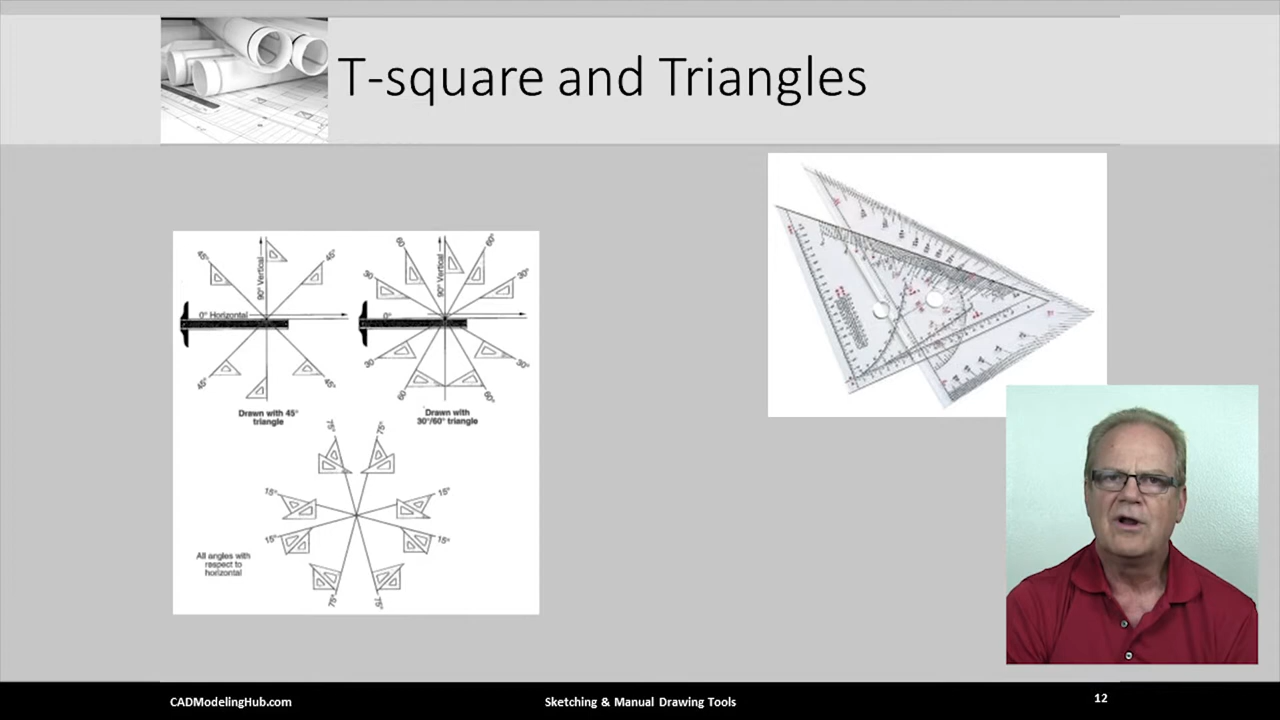 T-square and Triangles
45°
45°
90° Vertical
0° Horizontal
45°
45°
Drawn with 45°
triangle
60
60°
90° Vertical
30
30°
0°
30
30°
60
60°
Drawn with
30°/60° triangle
75°
75°
15°
15°
15°
15°
75°
75°
All angles with
respect to
horizontal
CADModelingHub.com
Sketching & Manual Drawing Tools
12